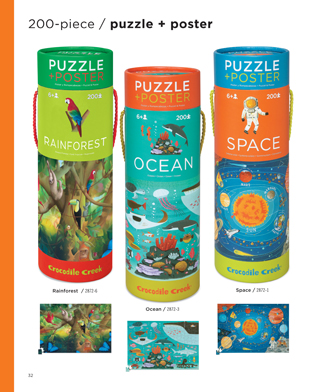 200-piece / puzzle + poster
PUZZLE
+POSTER
6+
200
RAINFOREST
Crocodile Creek
PUZZLE
+POSTER
6+
200
OCEAN
Crocodile Creek
PUZZLE
+POSTER
6+
200
SPACE
Crocodile Creek
Rainforest / 2872-6
Ocean / 2872-3
Space / 2872-1
32